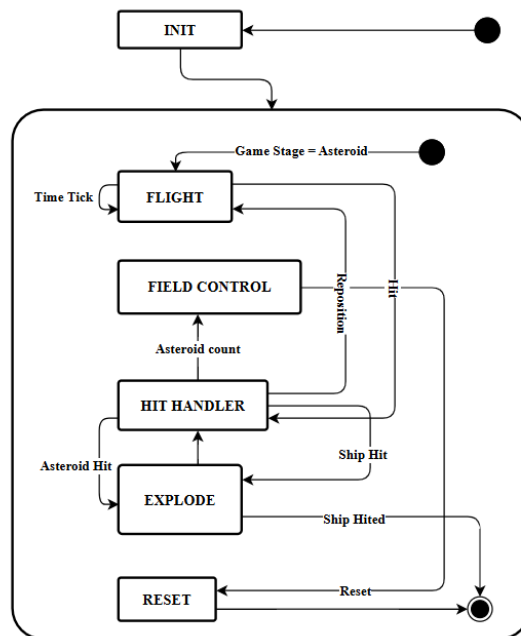 INIT
Game Stage = Asteroid
Time Tick
FLIGHT
FIELD CONTROL
Reposition
Hit
Asteroid count
HIT HANDLER
Asteroid Hit
Ship Hit
EXPLODE
Ship Hited
Reset
RESET